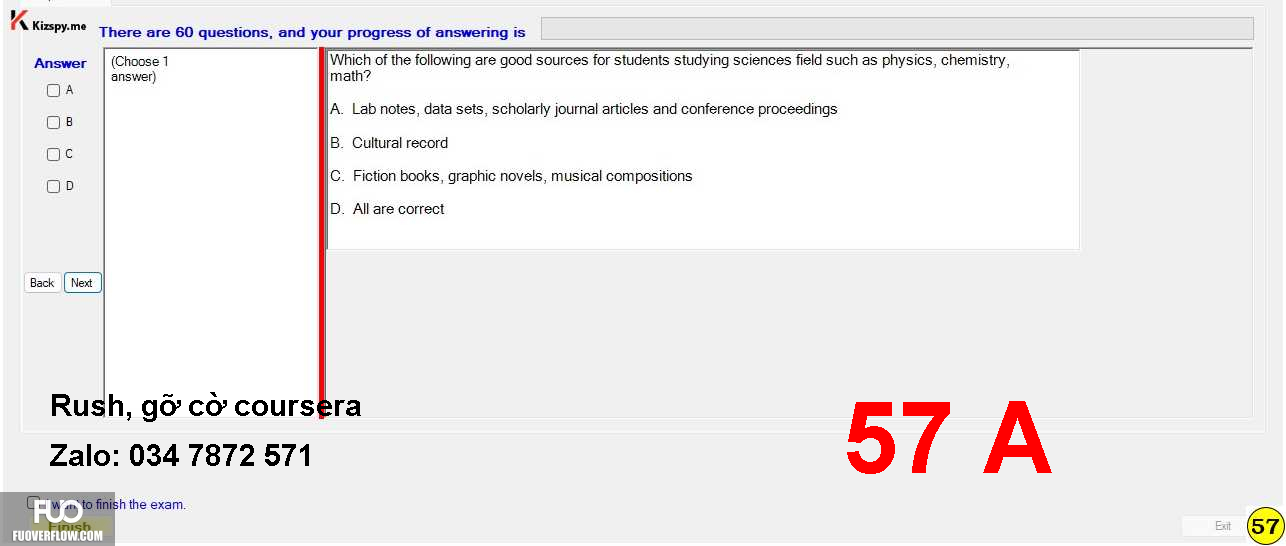 Kizspy.me
There are 60 questions, and your progress of answering is
Answer
(Choose 1
answer)
A
B
C
D
Back
Next
Which of the following are good sources for students studying sciences field such as physics, chemistry,
math?
A. Lab notes, data sets, scholarly journal articles and conference proceedings
B. Cultural record
C. Fiction books, graphic novels, musical compositions
D. All are correct
Rush, gỡ cờ coursera
Zalo: 034 7872 571
57 A
I want to finish the exam.
Finish
FUO
FUOVERFLOW.COM
Exit
57